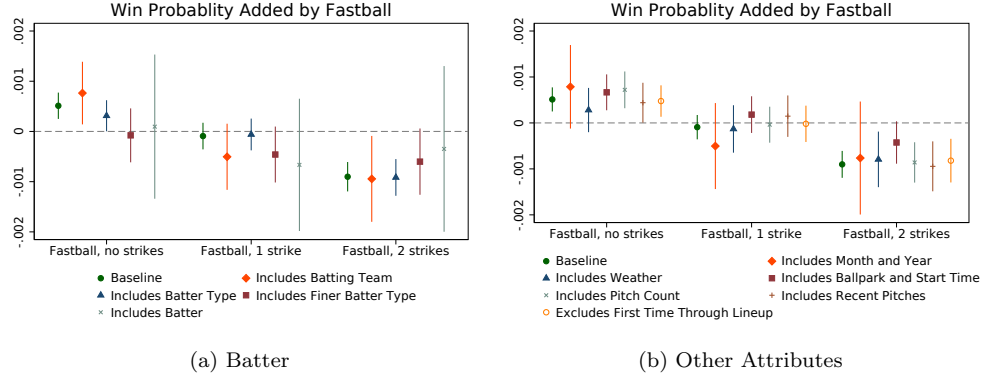 Win Probablity Added by Fastball
.002
.001
0
-.001
-.002
Fastball, no strikes
Fastball, 1 strike
Fastball, 2 strikes
Baseline
Includes Batting Team
Includes Batter Type
Includes Finer Batter Type
Includes Batter
(a) Batter
Win Probablity Added by Fastball
.002
.001
0
-.001
-.002
Fastball, no strikes
Fastball, 1 strike
Fastball, 2 strikes
Baseline
Includes Month and Year
Includes Weather
Includes Ballpark and Start Time
Includes Pitch Count
Includes Recent Pitches
Excludes First Time Through Lineup
(b) Other Attributes